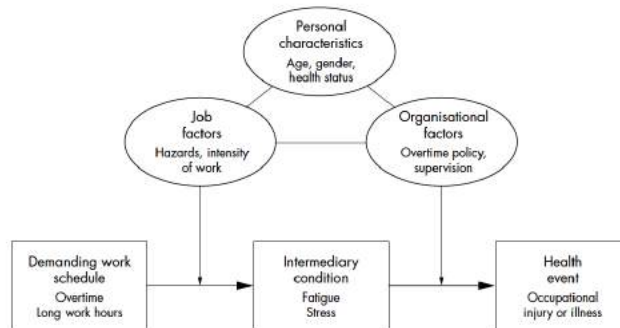 Personal
characteristics
Age, gender,
health status
Job
factors
Hazards, intensity
of work
Organisational
factors
Overtime policy,
supervision
Demanding work
schedule
Overtime
Long work hours
Intermediary
condition
Fatigue
Stress
Health
event
Occupational
injury or illness